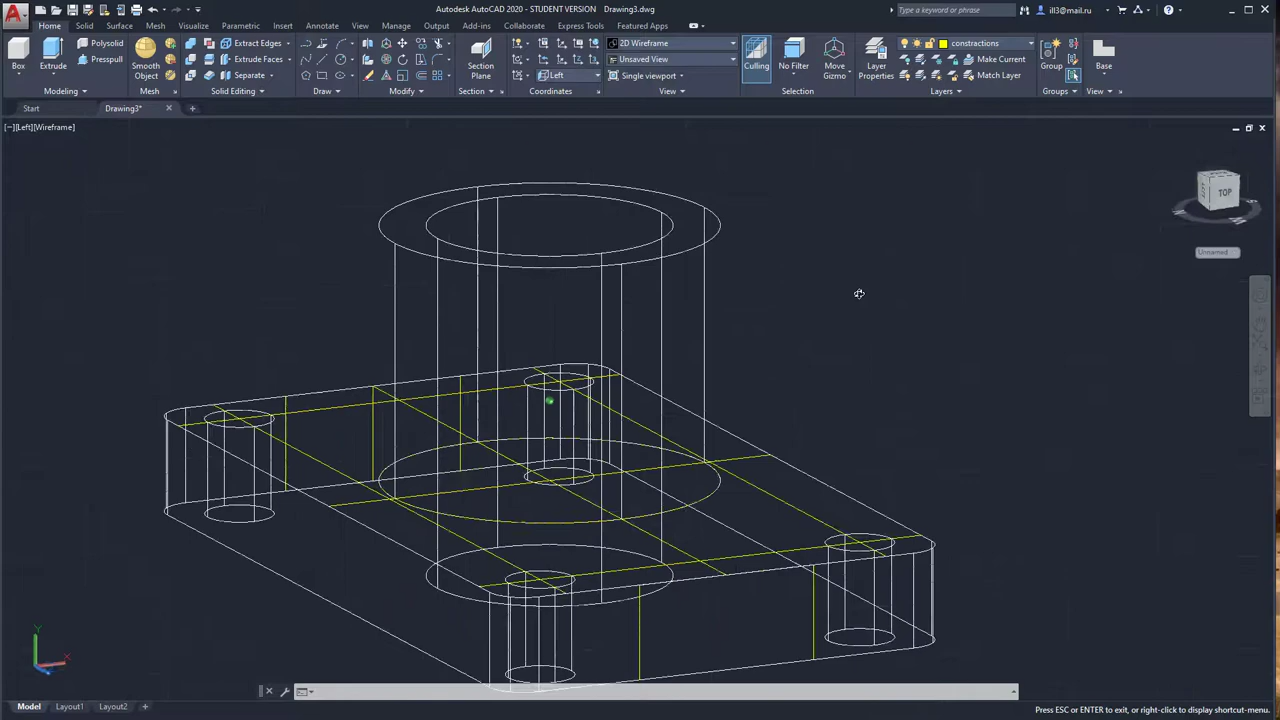 Autodesk AutoCAD 2020 - STUDENT VERSION Drawing3.dwg
Type a keyword or phrase
ill3@mail.ru
Home Solid Surface Mesh Visualize Parametric Insert Annotate View Manage Output Add-ins Collaborate Express Tools Featured Apps
Box
Extrude
Polysolid
Presspull
Smooth
Object
Extrude Edges
Extrude Faces
Separate
Section
Plane
Left
2D Wireframe
Unsaved View
Single viewport
Culling
No Filter
Move
Gizmo
Layer
Properties
constractions
Make Current
Match Layer
Group
Base
Modeling Mesh Solid Editing Draw Modify Section Coordinates View Selection Layers Groups View
Start Drawing3*
[−][Left][Wireframe]
LEFT
TOP
Unnamed
Y
X
Model Layout1 Layout2
Press ESC or ENTER to exit, or right-click to display shortcut-menu.